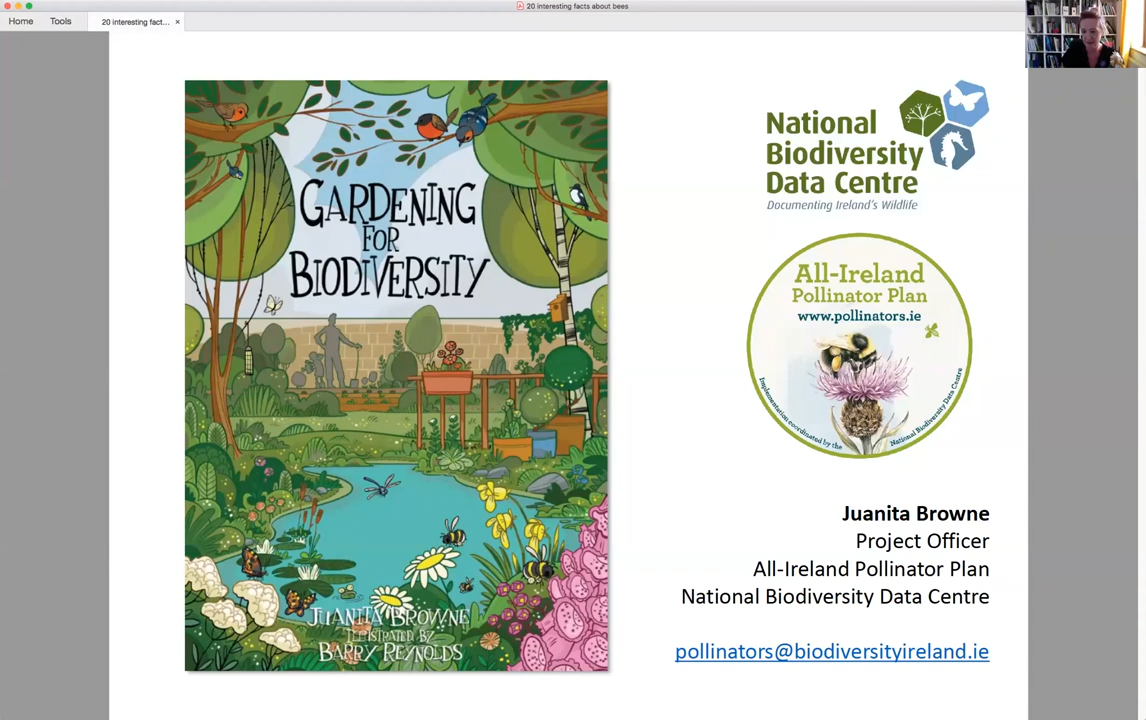 20 interesting facts about bees
Home
Tools
20 interesting fact...
×
GARDENING
FOR
BIODIVERSITY
JUANITA BROWNE
ILLUSTRATED BY
BARRY REYNOLDS
National
Biodiversity
Data Centre
Documenting Ireland's Wildlife
All-Ireland
Pollinator Plan
www.pollinators.ie
Implementation coordinated by the
National Biodiversity Data Centre
Juanita Browne
Project Officer
All-Ireland Pollinator Plan
National Biodiversity Data Centre
pollinators@biodiversityireland.ie